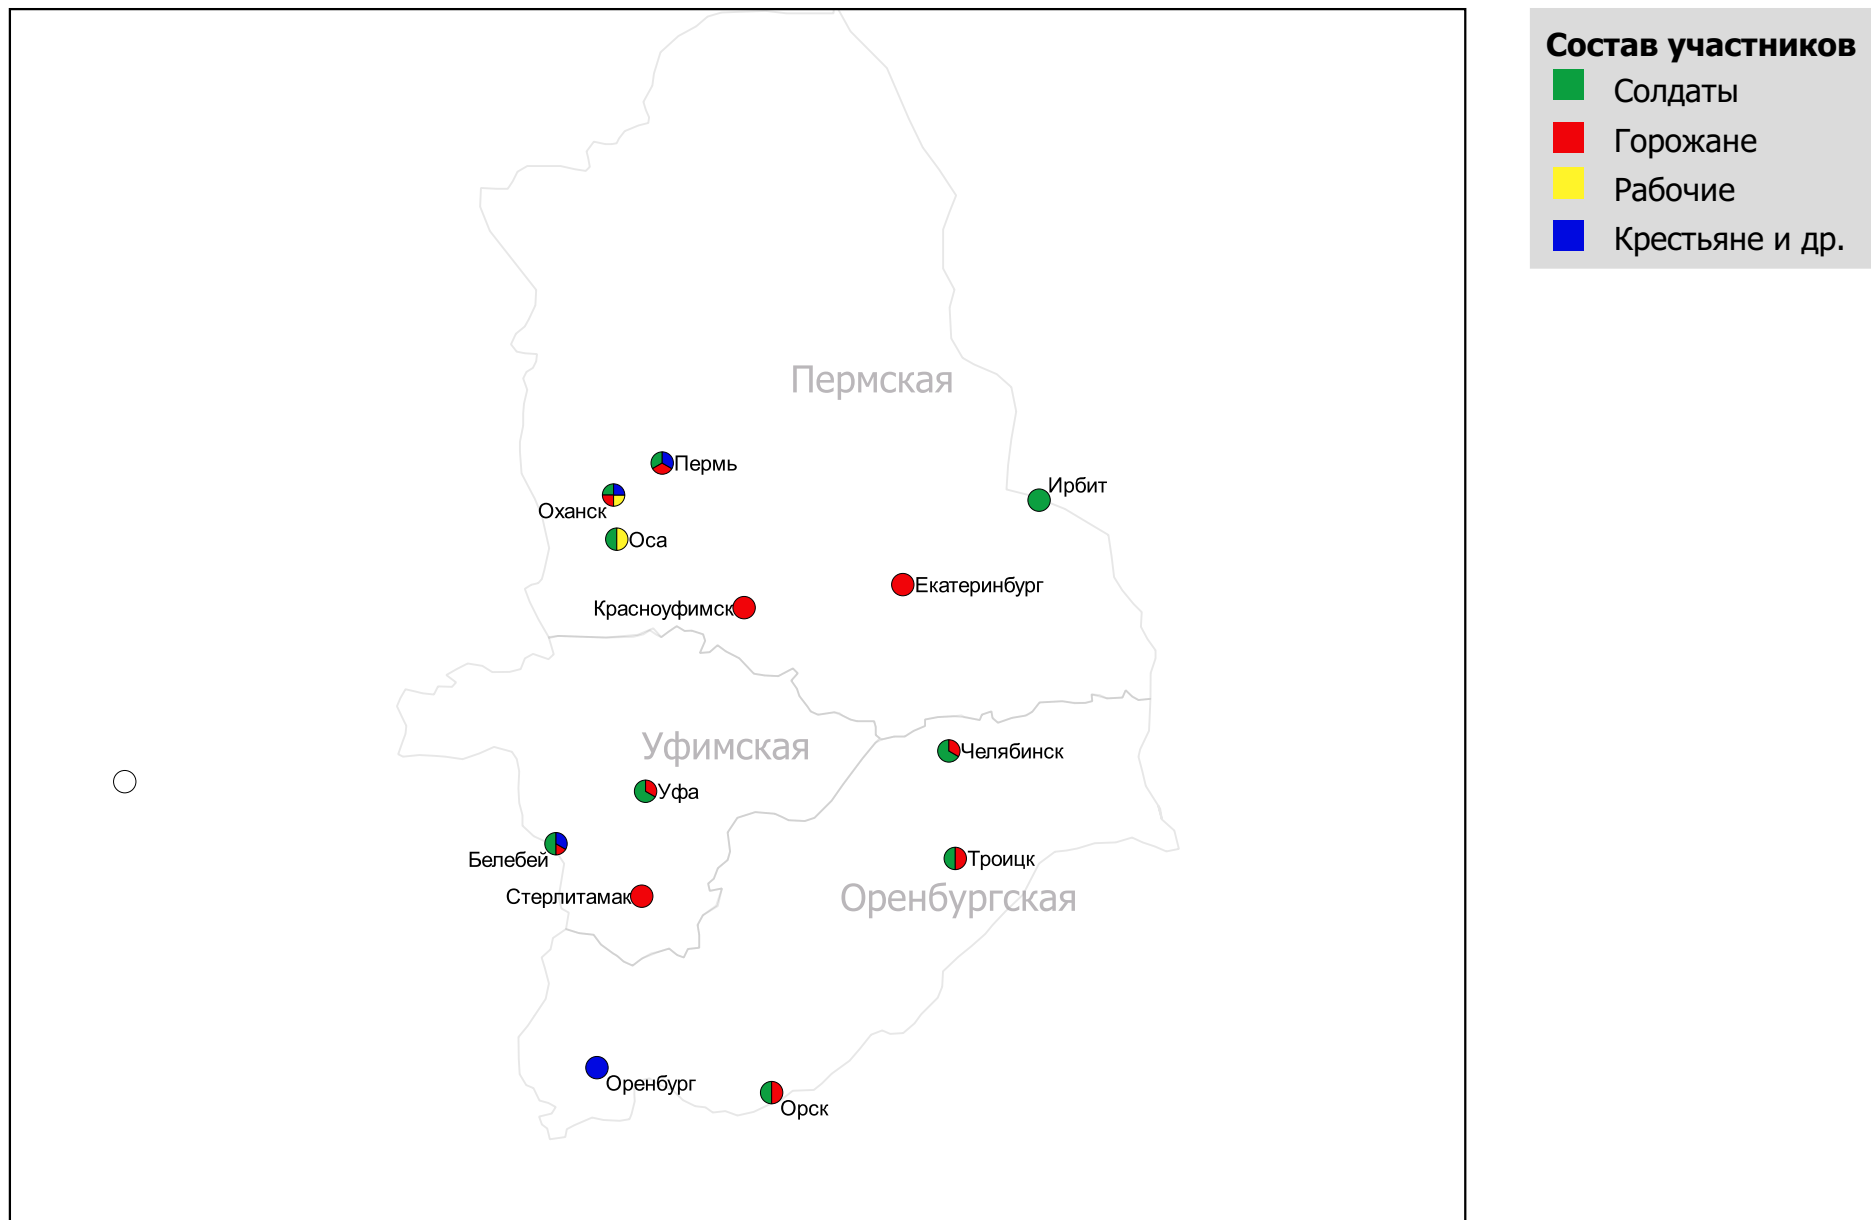 Состав участников
Солдаты
Горожане
Рабочие
Крестьяне и др.
Пермская
Пермь
Ирбит
Оханск
Оса
Екатеринбург
Красноуфимск
Уфимская
Челябинск
Уфа
Белебей
Троицк
Стерлитамак
Оренбургская
Оренбург
Орск